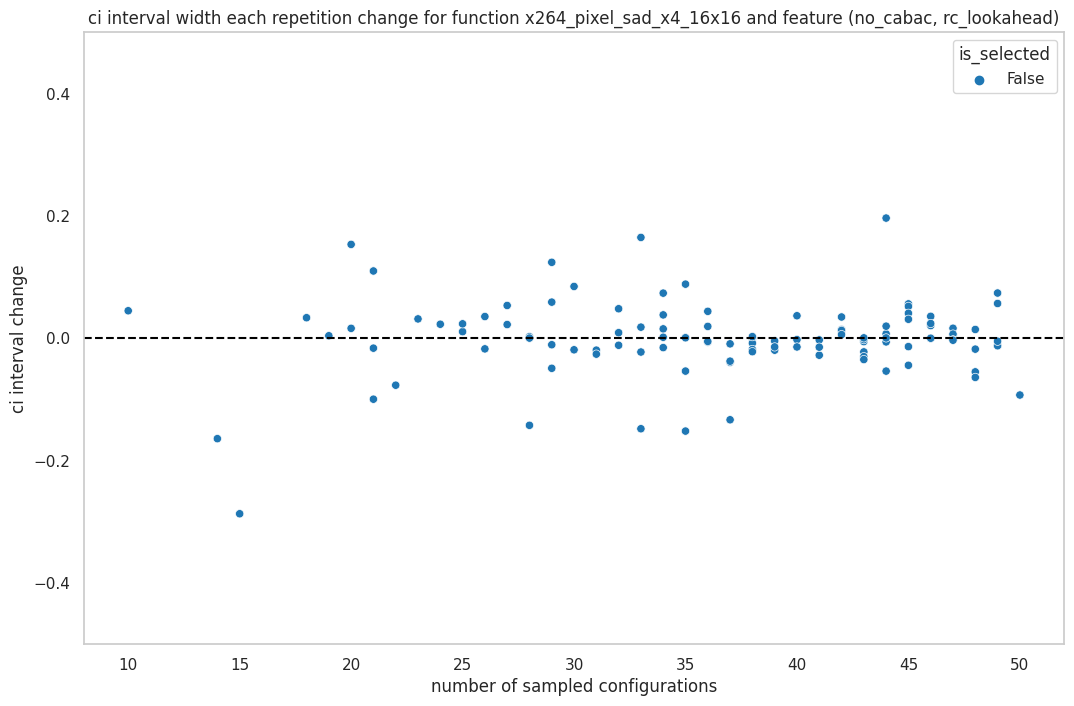 ci interval width each repetition change for function x264_pixel_sad_x4_16x16 and feature (no_cabac, rc_lookahead)
is_selected
False
ci interval change
0.4
0.2
0.0
−0.2
−0.4
10 15 20 25 30 35 40 45 50
number of sampled configurations